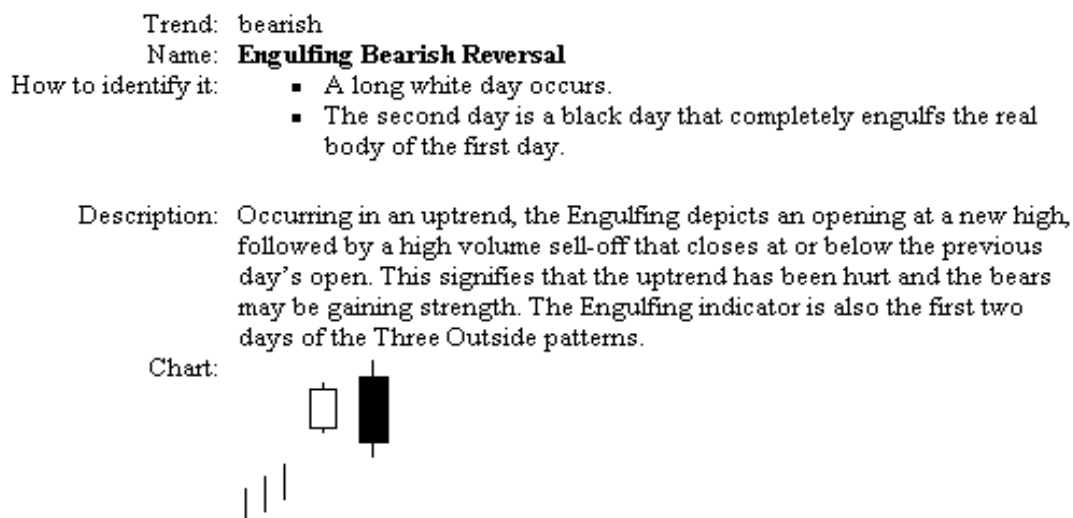 Trend: bearish
Name: Engulfing Bearish Reversal
How to identify it: ▪ A long white day occurs.
▪ The second day is a black day that completely engulfs the real
body of the first day.
Description: Occurring in an uptrend, the Engulfing depicts an opening at a new high,
followed by a high volume sell-off that closes at or below the previous
day's open. This signifies that the uptrend has been hurt and the bears
may be gaining strength. The Engulfing indicator is also the first two
days of the Three Outside patterns.
Chart: